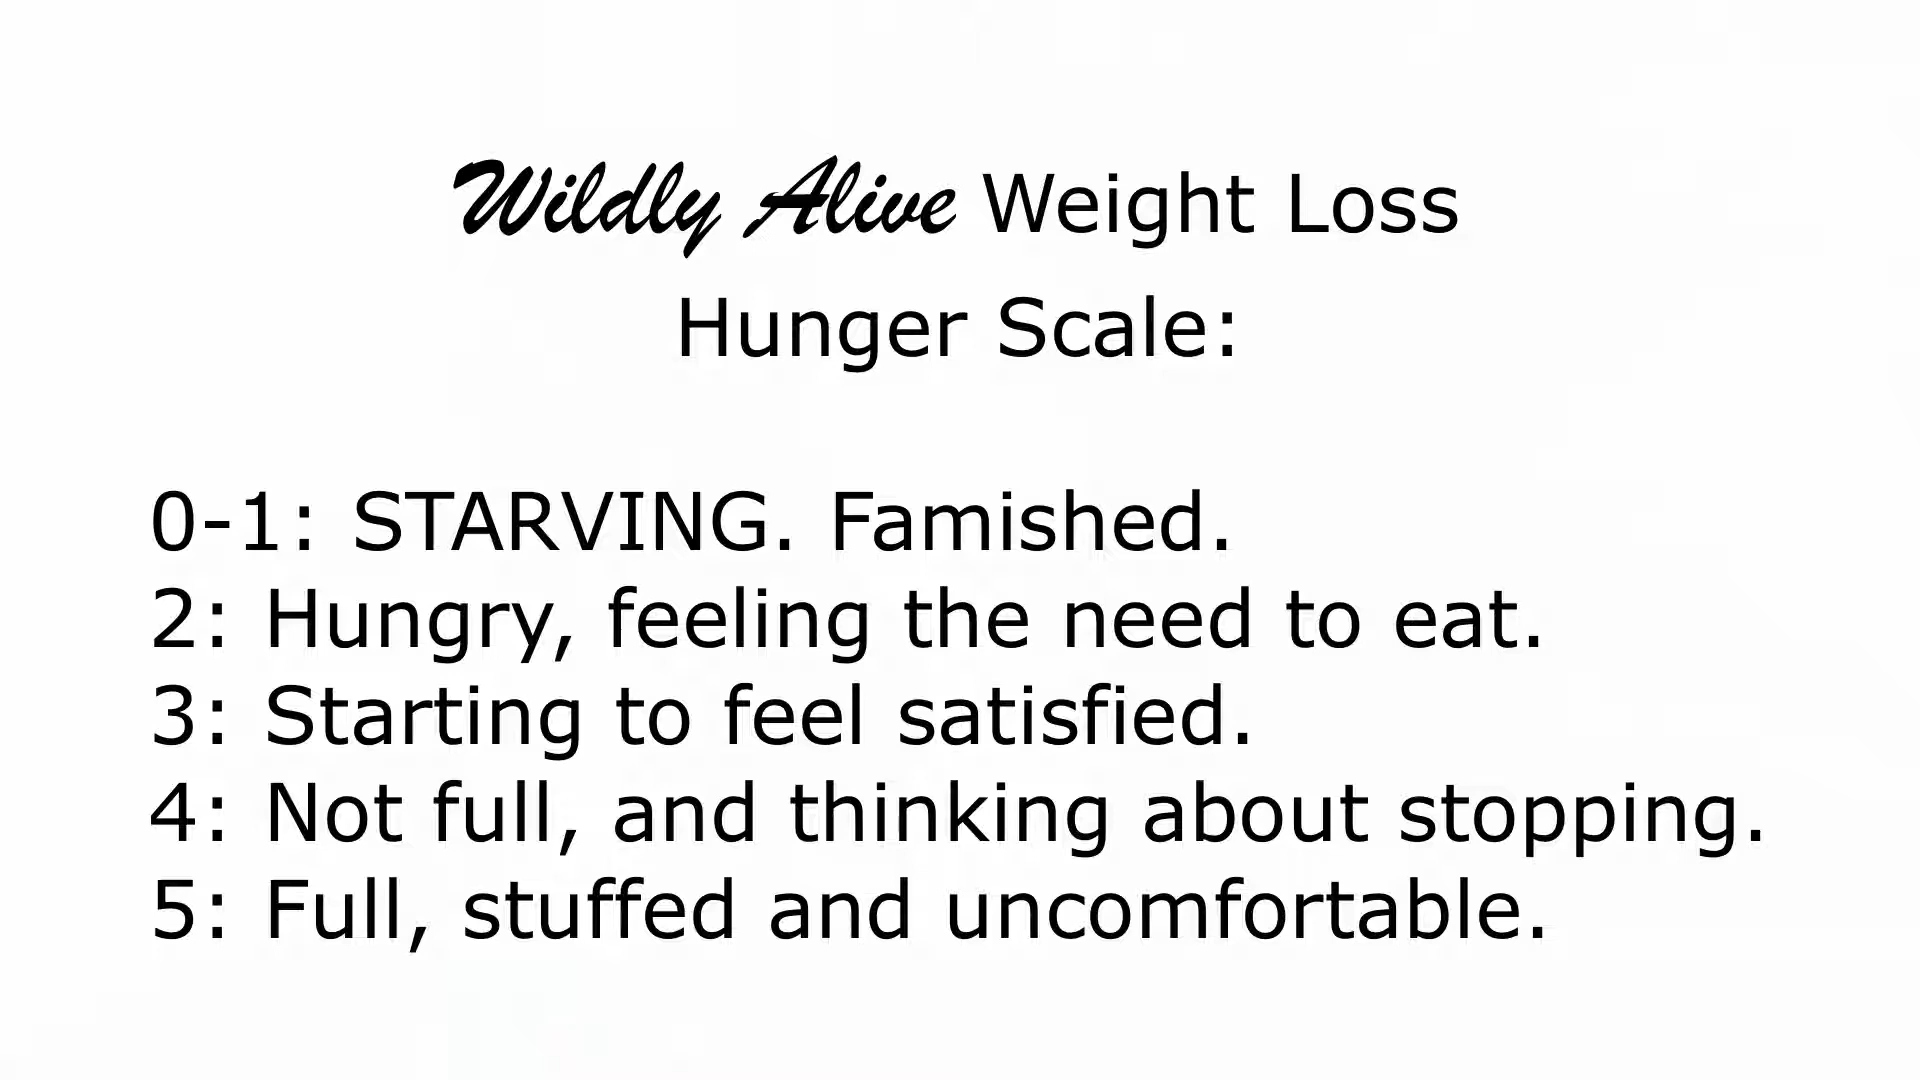 Wildly Alive Weight Loss
Hunger Scale:
0-1: STARVING. Famished.
2: Hungry, feeling the need to eat.
3: Starting to feel satisfied.
4: Not full, and thinking about stopping.
5: Full, stuffed and uncomfortable.